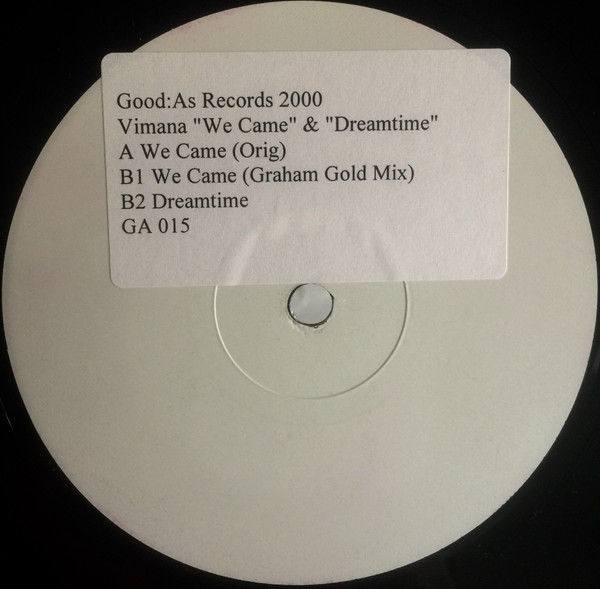 Good:As Records 2000
Vimana "We Came" & "Dreamtime"
A We Came (Orig)
B1 We Came (Graham Gold Mix)
B2 Dreamtime
GA 015